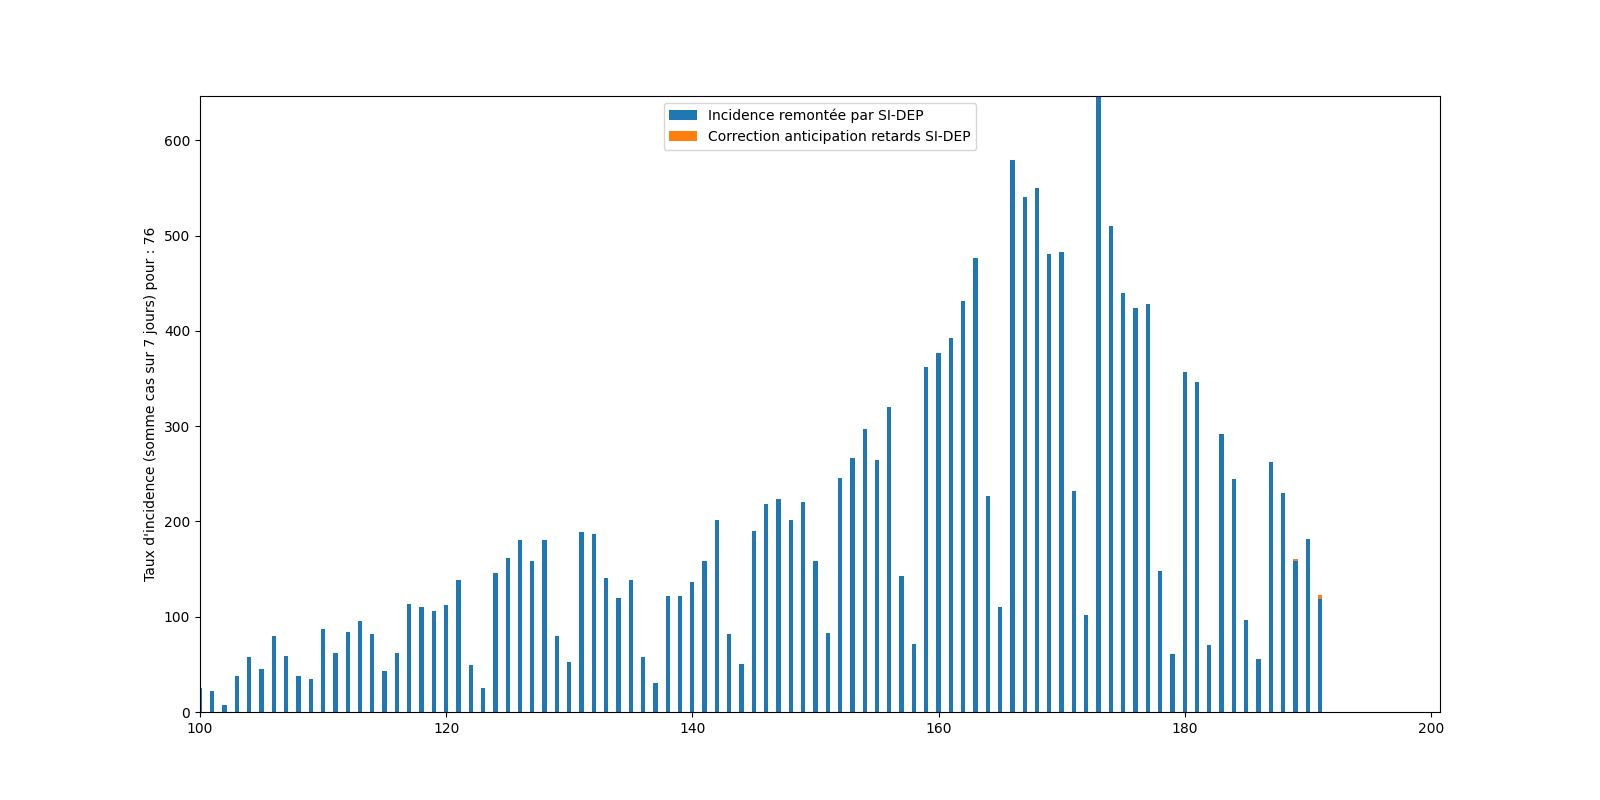 Incidence remontée par SI-DEP
Correction anticipation retards SI-DEP
Taux d'incidence (somme cas sur 7 jours) pour : 76
600
500
400
300
200
100
0
100 120 140 160 180 200